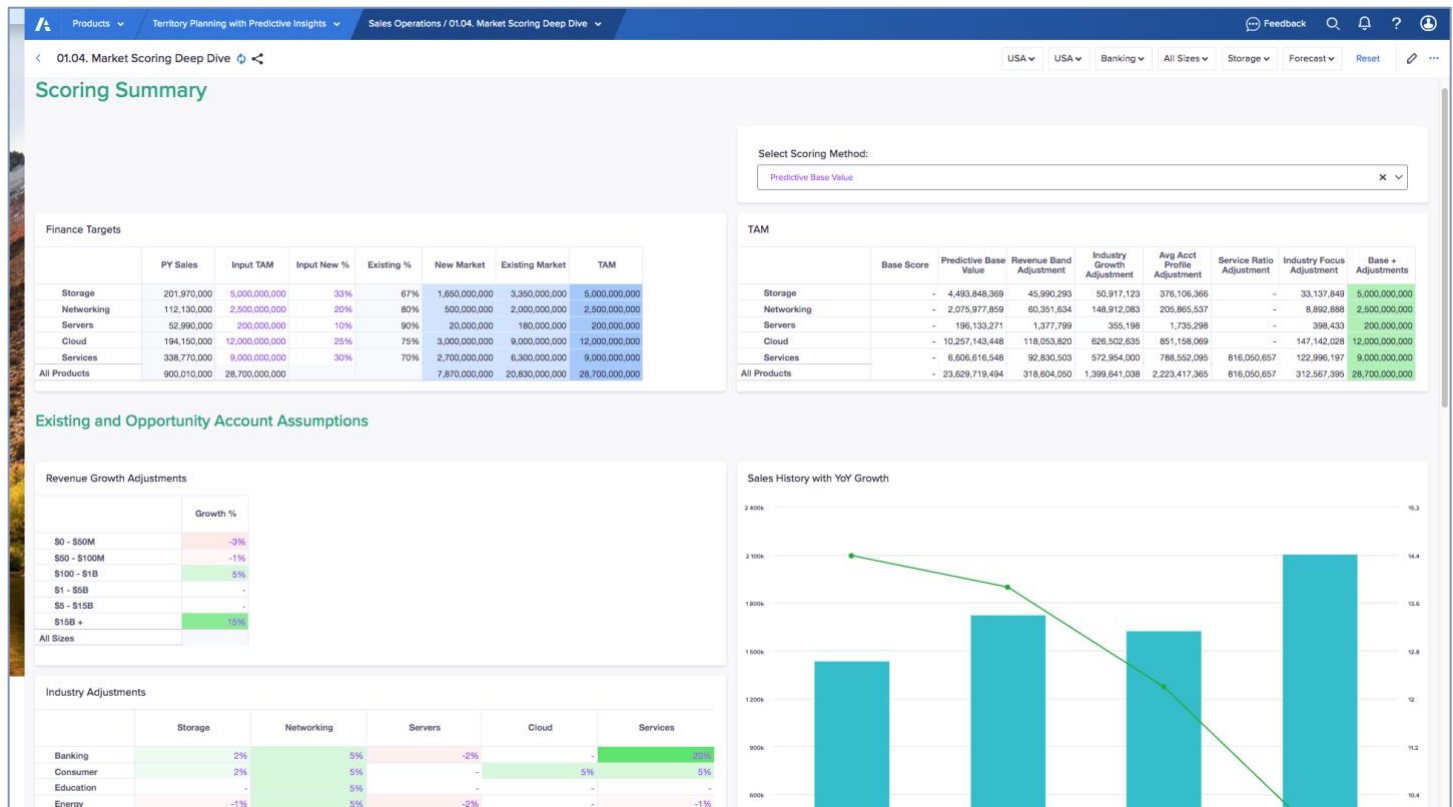 Products
Territory Planning with Predictive Insights
Sales Operations / 01.04. Market Scoring Deep Dive
Feedback
01.04. Market Scoring Deep Dive
USA USA Banking All Sizes Storage Forecast Reset
Scoring Summary
Select Scoring Method:
Predictive Base Value
Finance Targets
PY Sales Input TAM Input New % Existing % New Market Existing Market TAM
Storage 201,970,000 5,000,000,000 33% 67% 1,650,000,000 3,350,000,000 5,000,000,000
Networking 112,130,000 2,500,000,000 20% 80% 500,000,000 2,000,000,000 2,500,000,000
Servers 52,990,000 200,000,000 10% 90% 20,000,000 180,000,000 200,000,000
Cloud 194,150,000 12,000,000,000 25% 75% 3,000,000,000 9,000,000,000 12,000,000,000
Services 338,770,000 9,000,000,000 30% 70% 2,700,000,000 6,300,000,000 9,000,000,000
All Products 900,010,000 28,700,000,000 7,870,000,000 20,830,000,000 28,700,000,000
TAM
Base Score Predictive Base Value Revenue Band Adjustment Industry Growth Adjustment Avg Acct Profile Adjustment Service Ratio Adjustment Industry Focus Adjustment Base + Adjustments
Storage - 4,493,848,369 45,990,293 50,917,123 376,106,366 - 33,137,849 5,000,000,000
Networking - 2,075,977,859 60,351,634 148,912,083 205,865,537 - 8,892,888 2,500,000,000
Servers - 196,133,271 1,377,799 355,198 1,735,298 - 398,433 200,000,000
Cloud - 10,257,143,448 118,053,820 626,502,635 851,158,069 - 147,142,028 12,000,000,000
Services - 6,606,616,548 92,830,503 572,954,000 788,552,095 816,050,657 122,996,197 9,000,000,000
All Products - 23,629,719,494 318,604,050 1,399,641,038 2,223,417,365 816,050,657 312,567,395 28,700,000,000
Existing and Opportunity Account Assumptions
Revenue Growth Adjustments
Growth %
$0 - $50M -3%
$50 - $100M -1%
$100 - $1B 5%
$1 - $5B -
$5 - $15B -
$15B + 15%
All Sizes
Industry Adjustments
Storage Networking Servers Cloud Services
Banking 2% 5% -2% - 20%
Consumer 2% 5% - 5% 5%
Education - 5% - - -
Energy -1% 5% -2% - -1%
Sales History with YoY Growth
2 400k 15.2
2 100k 14.4
1 800k 13.6
1 500k 12.8
1 200k 12
900k 11.2
600k 10.4